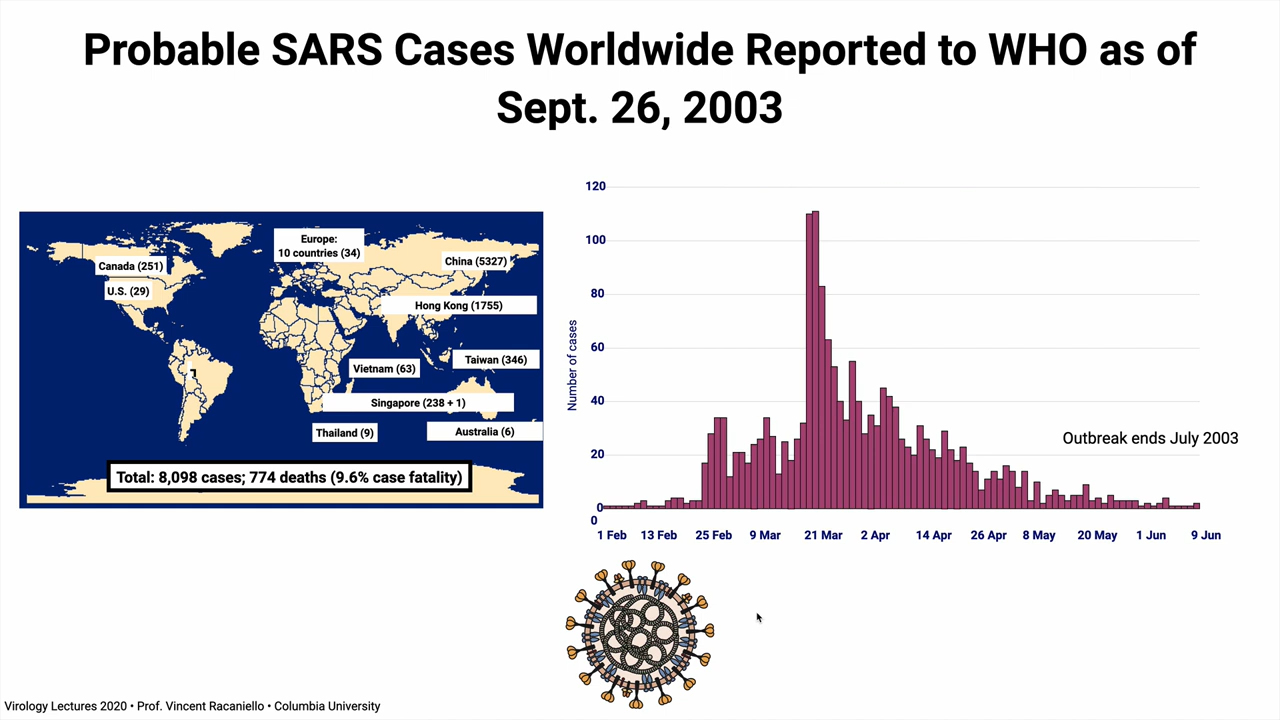 Probable SARS Cases Worldwide Reported to WHO as of
Sept. 26, 2003
Europe:
10 countries (34)
Canada (251)
China (5327)
U.S. (29)
Hong Kong (1755)
Taiwan (346)
Vietnam (63)
Singapore (238 + 1)
Thailand (9)
Australia (6)
Total: 8,098 cases; 774 deaths (9.6% case fatality)
Number of cases
120
100
80
60
40
20
0
0
1 Feb 13 Feb 25 Feb 9 Mar 21 Mar 2 Apr 14 Apr 26 Apr 8 May 20 May 1 Jun 9 Jun
Outbreak ends July 2003
Virology Lectures 2020 • Prof. Vincent Racaniello • Columbia University